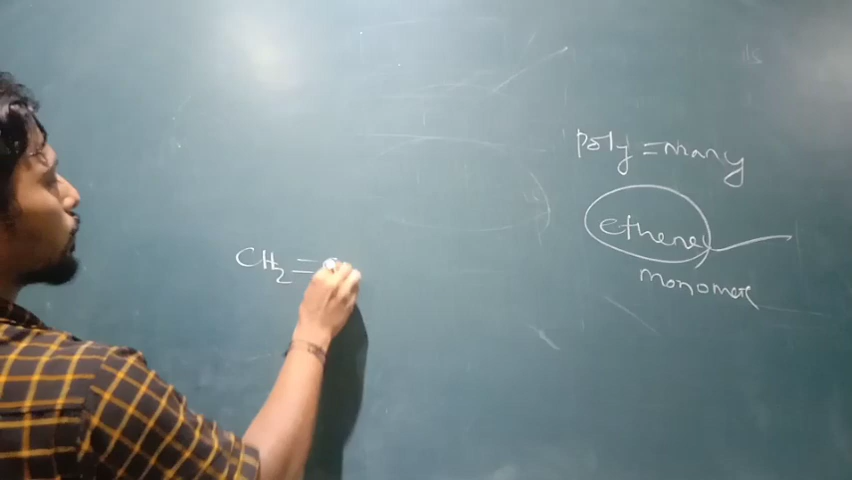 poly = many
ethene
monomer
CH2 =